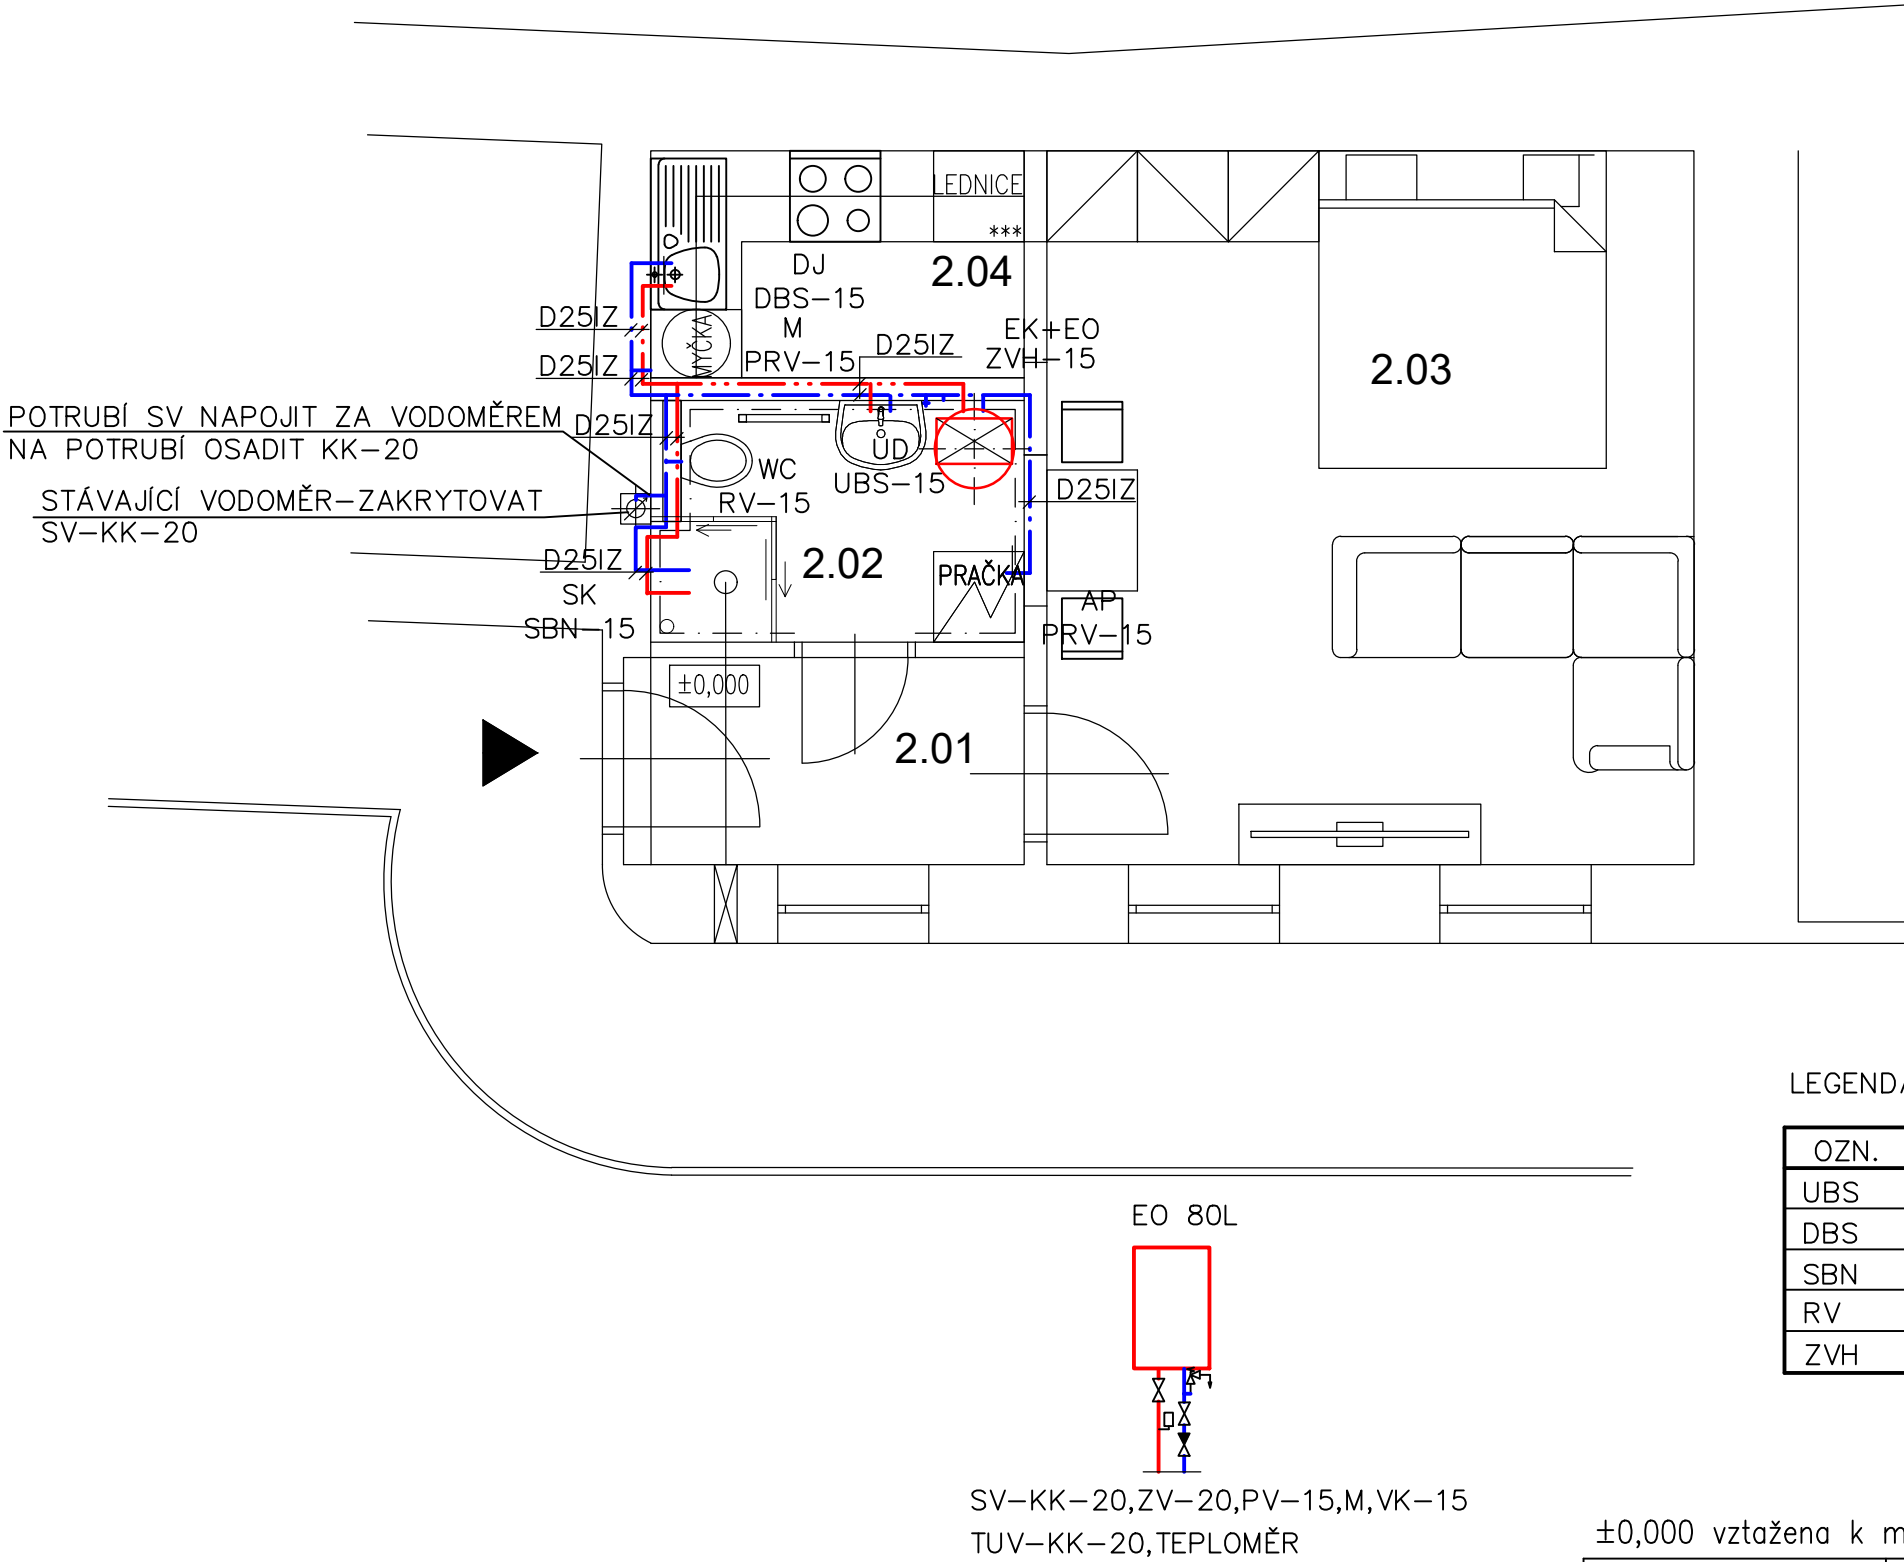 LEDNICE
***
DJ
DBS-15
M
PRV-15
2.04
MYČKA
D25IZ
D25IZ
D25IZ
EK+EO
ZVH-15
2.03
POTRUBÍ SV NAPOJIT ZA VODOMĚREM
NA POTRUBÍ OSADIT KK-20
D25IZ
STÁVAJÍCÍ VODOMĚR-ZAKRYTOVAT
SV-KK-20
WC
RV-15
UD
UBS-15
D25IZ
D25IZ
SK
SBN-15
2.02
PRAČKA
AP
PRV-15
±0,000
2.01
LEGENDA
OZN.
UBS
DBS
SBN
RV
ZVH
EO 80L
SV-KK-20,ZV-20,PV-15,M,VK-15
TUV-KK-20,TEPLOMĚR
±0,000 vztažena k m